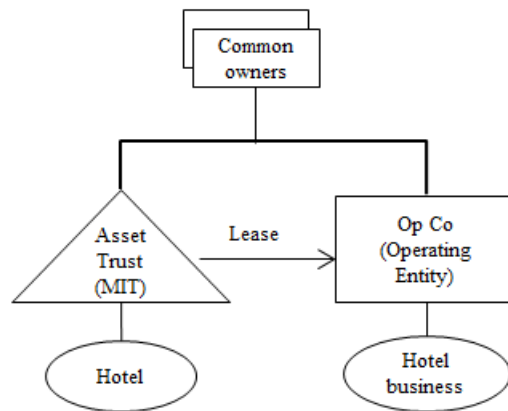 Common
owners
Asset
Trust
(MIT)
Lease
Op Co
(Operating
Entity)
Hotel
Hotel
business